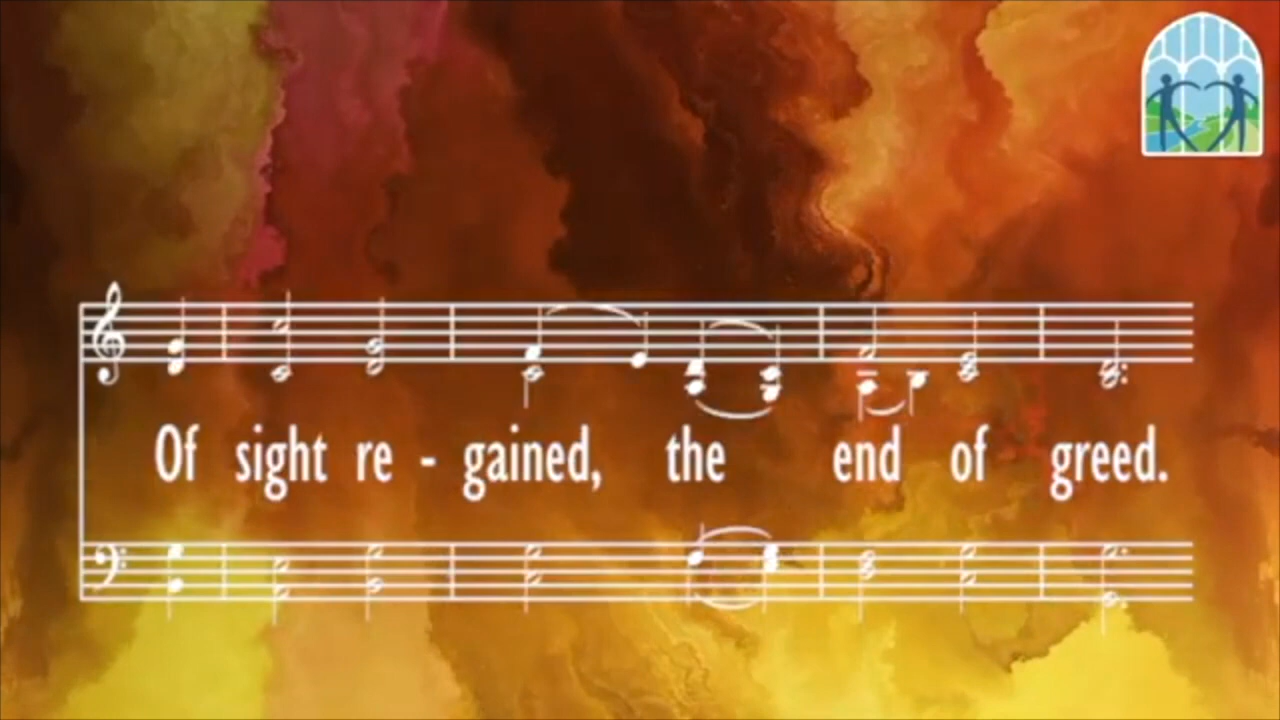 Of sight re - gained, the end of greed.